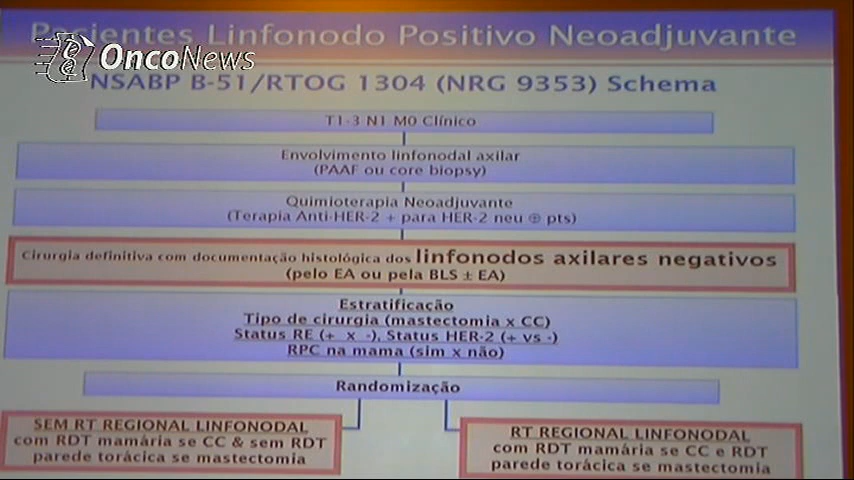 Pacientes Linfonodo Positivo Neoadjuvante
OncoNews
NSABP B-51/RTOG 1304 (NRG 9353) Schema
T1-3 N1 M0 Clínico
Envolvimento linfonodal axilar
(PAAF ou core biopsy)
Quimioterapia Neoadjuvante
(Terapia Anti-HER-2 + para HER-2 neu ⊕ pts)
Cirurgia definitiva com documentação histológica dos linfonodos axilares negativos
(pelo EA ou pela BLS ± EA)
Estratificação
Tipo de cirurgia (mastectomia x CC)
Status RE (+ x -), Status HER-2 (+ vs -)
RPC na mama (sim x não)
Randomização
SEM RT REGIONAL LINFONODAL
com RDT mamária se CC & sem RDT
parede torácica se mastectomia
RT REGIONAL LINFONODAL
com RDT mamária se CC e RDT
parede torácica se mastectomia